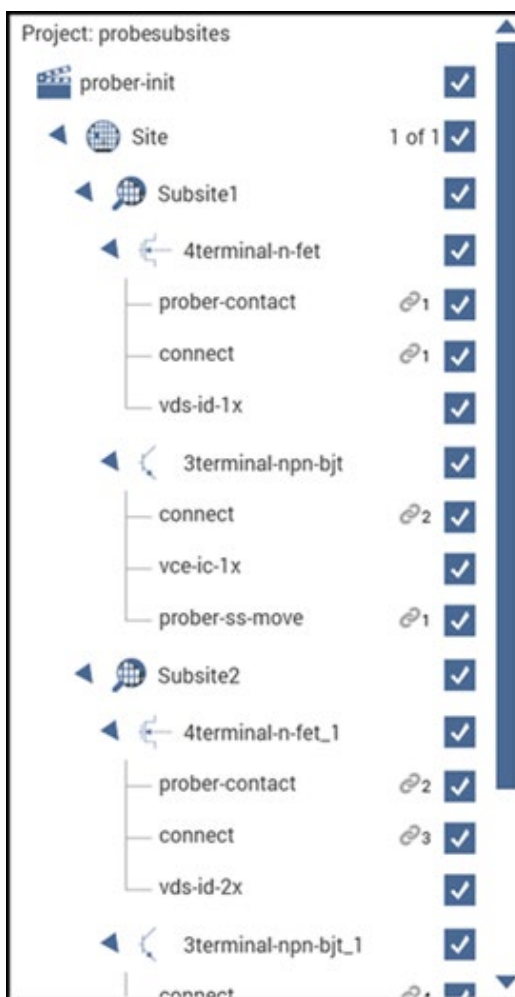 Project: probesubsites
prober-init
Site 1 of 1
Subsite1
4terminal-n-fet
prober-contact 1
connect 1
vds-id-1x
3terminal-npn-bjt
connect 2
vce-ic-1x
prober-ss-move 1
Subsite2
4terminal-n-fet_1
prober-contact 2
connect 3
vds-id-2x
3terminal-npn-bjt_1
connect 4